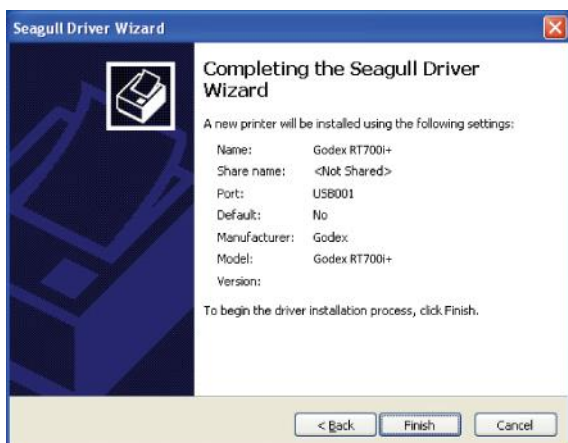 Seagull Driver Wizard
Completing the Seagull Driver
Wizard
A new printer will be installed using the following settings:
Name: Godex RT700i+
Share name: <Not Shared>
Port: USB001
Default: No
Manufacturer: Godex
Model: Godex RT700i+
Version:
To begin the driver installation process, click Finish.
< Back Finish Cancel